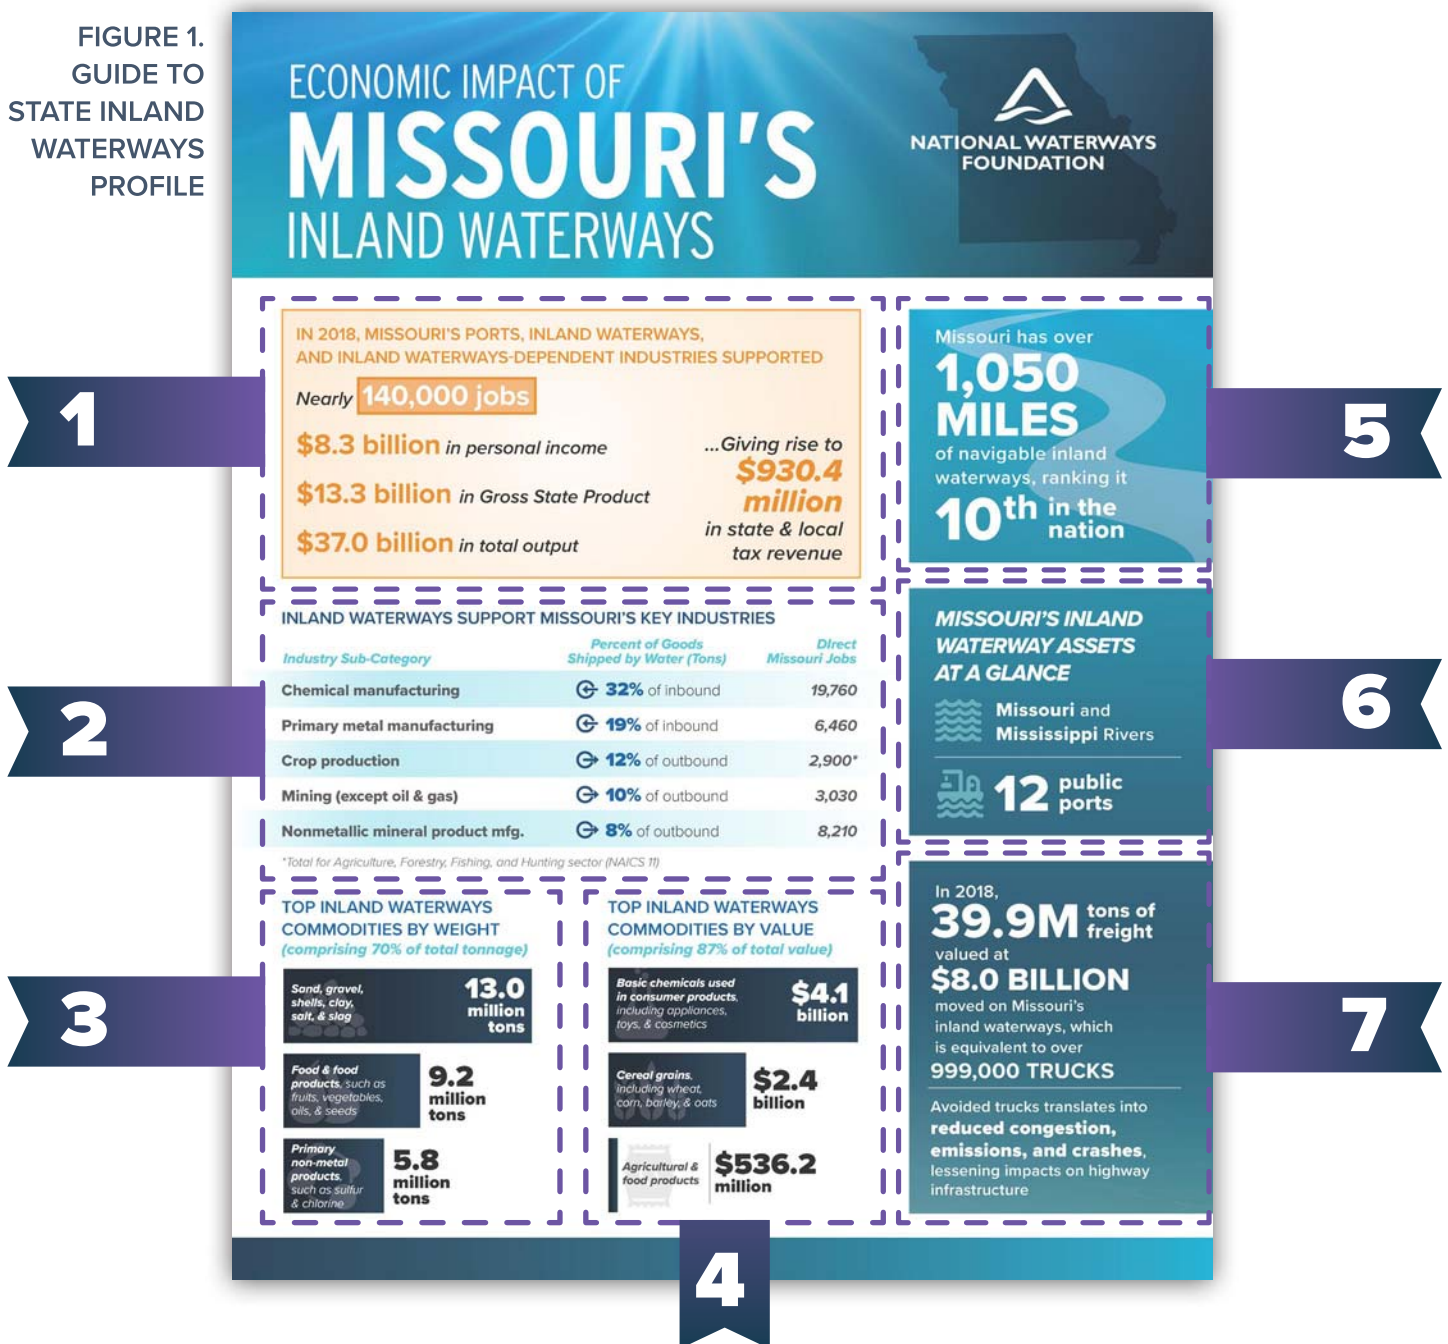 FIGURE 1.
GUIDE TO
STATE INLAND
WATERWAYS
PROFILE
ECONOMIC IMPACT OF
MISSOURI'S
INLAND WATERWAYS
NATIONAL WATERWAYS
FOUNDATION
1
IN 2018, MISSOURI'S PORTS, INLAND WATERWAYS,
AND INLAND WATERWAYS-DEPENDENT INDUSTRIES SUPPORTED
Nearly 140,000 jobs
$8.3 billion in personal income
$13.3 billion in Gross State Product
$37.0 billion in total output
...Giving rise to
$930.4
million
in state & local
tax revenue
2
INLAND WATERWAYS SUPPORT MISSOURI'S KEY INDUSTRIES
Industry Sub-Category
Percent of Goods
Shipped by Water (Tons)
DIrect
Missouri Jobs
Chemical manufacturing 32% of inbound 19,760
Primary metal manufacturing 19% of inbound 6,460
Crop production 12% of outbound 2,900*
Mining (except oil & gas) 10% of outbound 3,030
Nonmetallic mineral product mfg. 8% of outbound 8,210
*Total for Agriculture, Forestry, Fishing, and Hunting sector (NAICS 11)
3
TOP INLAND WATERWAYS
COMMODITIES BY WEIGHT
(comprising 70% of total tonnage)
Sand, gravel,
shells, clay,
salt, & slag
13.0
million
tons
Food & food
products, such as
fruits, vegetables,
oils, & seeds
9.2
million
tons
Primary
non-metal
products,
such as sulfur
& chlorine
5.8
million
tons
TOP INLAND WATERWAYS
COMMODITIES BY VALUE
(comprising 87% of total value)
Basic chemicals used
in consumer products,
including appliances,
toys, & cosmetics
$4.1
billion
Cereal grains,
including wheat,
corn, barley, & oats
$2.4
billion
Agricultural &
food products
$536.2
million
4
5
Missouri has over
1,050
MILES
of navigable inland
waterways, ranking it
10th in the
nation
6
MISSOURI'S INLAND
WATERWAY ASSETS
AT A GLANCE
Missouri and
Mississippi Rivers
12 public
ports
7
In 2018,
39.9M tons of
freight
valued at
$8.0 BILLION
moved on Missouri's
inland waterways, which
is equivalent to over
999,000 TRUCKS
Avoided trucks translates into
reduced congestion,
emissions, and crashes,
lessening impacts on highway
infrastructure